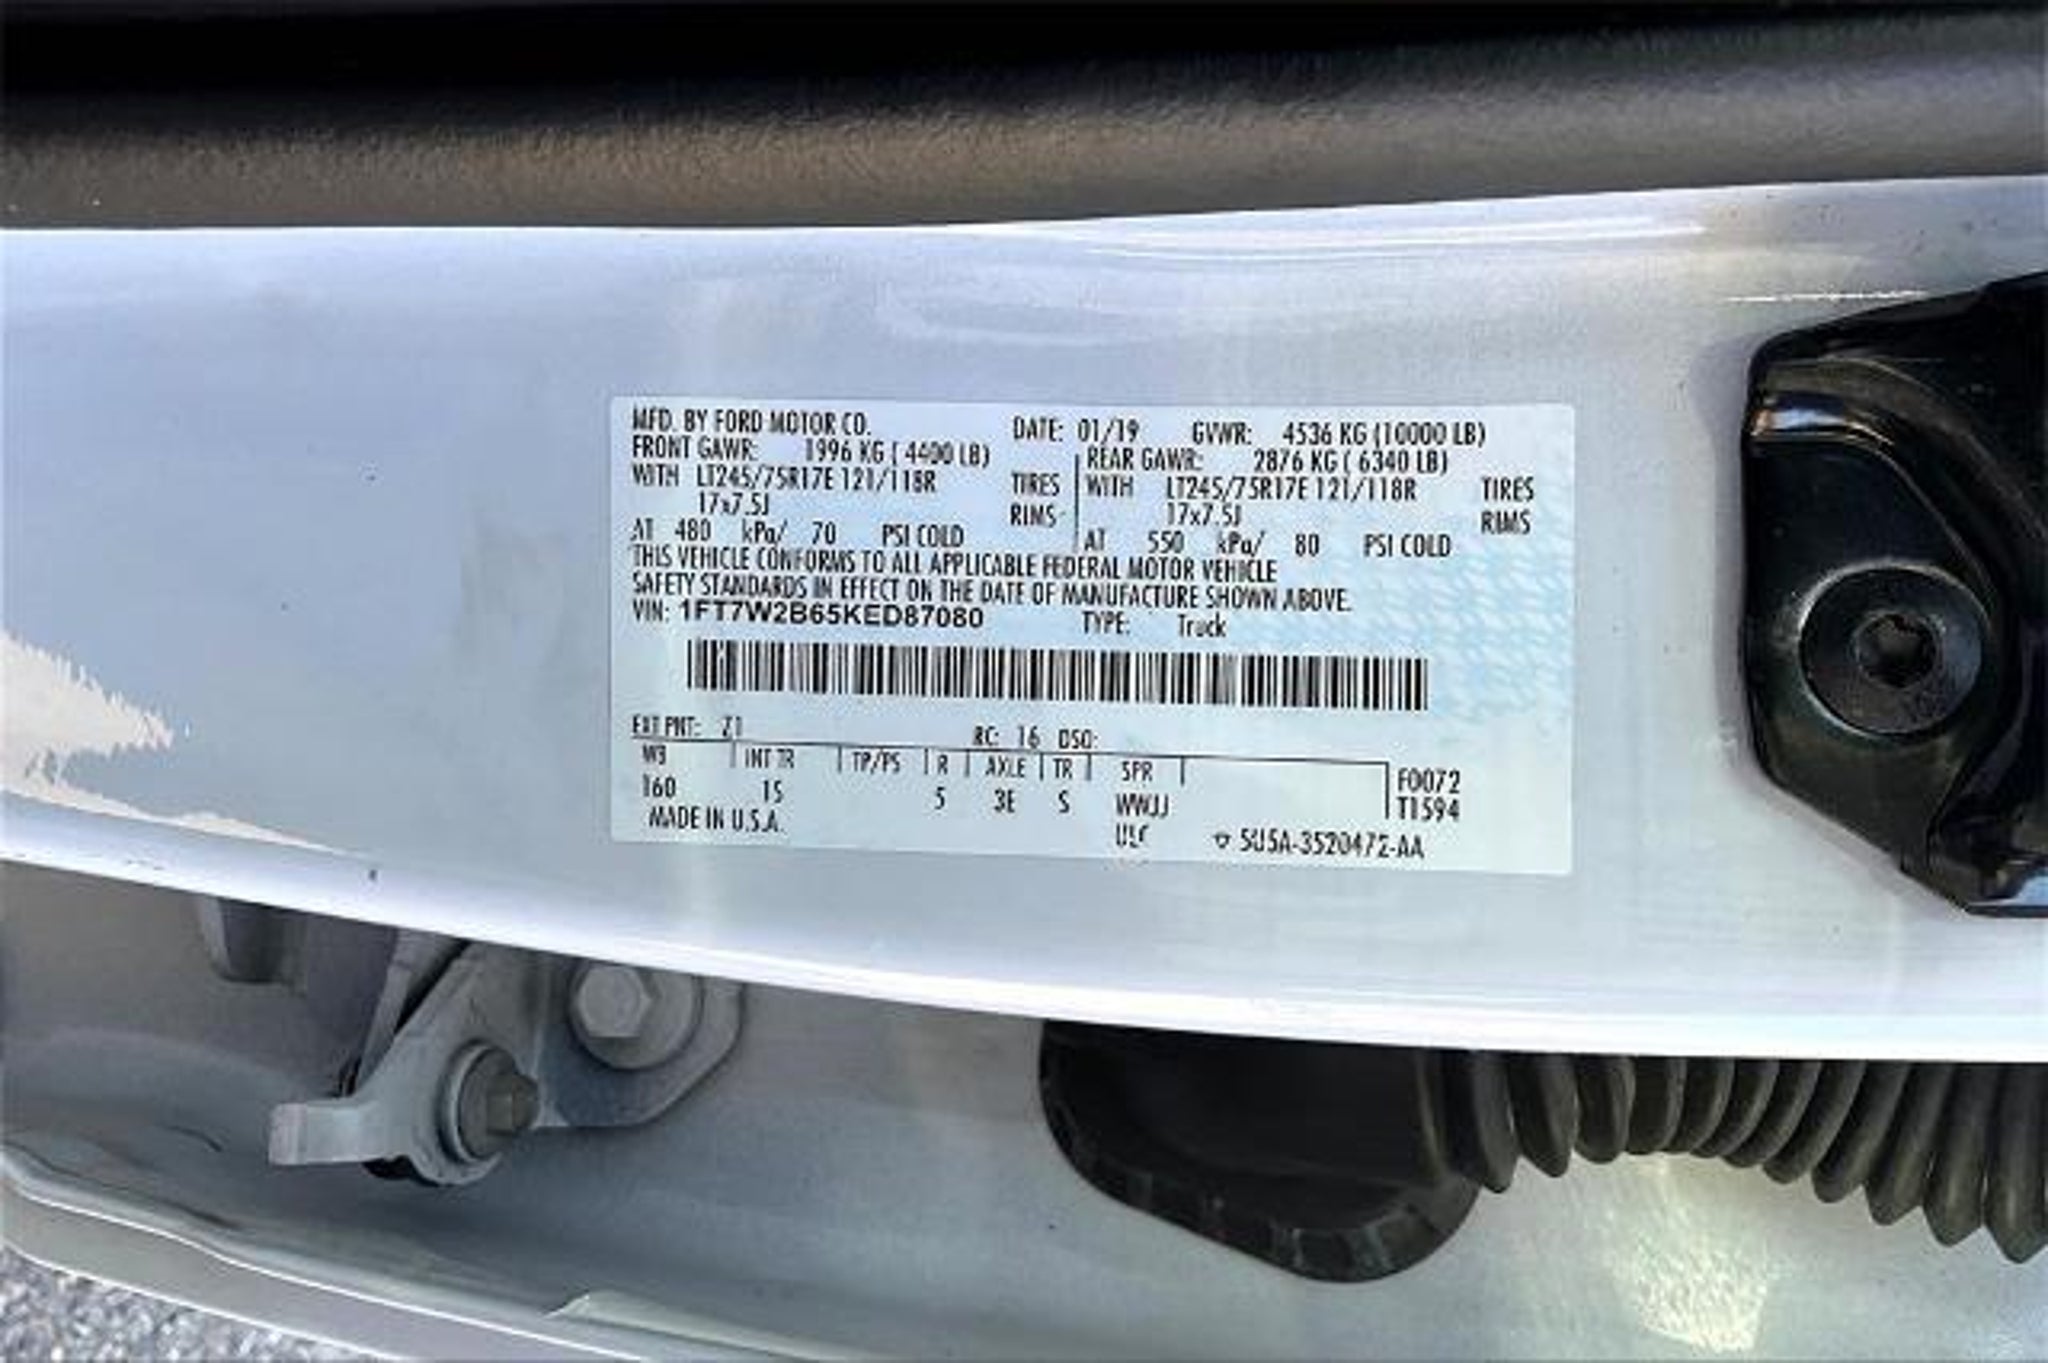 MFD. BY FORD MOTOR CO. DATE: 01/19 GVWR: 4536 KG (10000 LB)
FRONT GAWR: 1996 KG ( 4400 LB) REAR GAWR: 2876 KG ( 6340 LB)
WITH LT245/75R17E 121/118R TIRES WITH LT245/75R17E 121/118R TIRES
17x7.5J RIMS 17x7.5J RIMS
AT 480 kPa/ 70 PSI COLD AT 550 kPa/ 80 PSI COLD
THIS VEHICLE CONFORMS TO ALL APPLICABLE FEDERAL MOTOR VEHICLE
SAFETY STANDARDS IN EFFECT ON THE DATE OF MANUFACTURE SHOWN ABOVE.
VIN: 1FT7W2B65KED87080 TYPE: Truck
EXT PNT: Z1 RC: 16 DSO:
WB INT TR TP/PS R AXLE TR SPR F0072
160 15 5 3E S WWJJ T1594
MADE IN U.S.A. 5U5A-3520472-AA